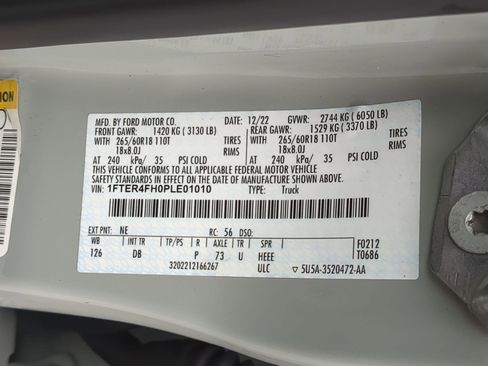 MFD. BY FORD MOTOR CO. 12/22 GVWR: 2744 KG ( 6050 LB)
FRONT GAWR: 1420 KG ( 3130 LB) REAR GAWR: 1529 KG ( 3370 LB)
265/60R18 110T TIRES 265/60R18 110T TIRES
18x8.0J RIMS 18x8.0J RIMS
AT 240 kPa/ 35 PSI COLD AT 240 kPa/ 35 PSI COLD
THIS VEHICLE CONFORMS TO ALL APPLICABLE FEDERAL MOTOR VEHICLE
SAFETY STANDARDS IN EFFECT ON THE DATE OF MANUFACTURE SHOWN ABOVE.
VIN: 1FTER4FH0PLE01010 TYPE: Truck
EXT PNT: NE RC: 56 DSO:
WB INT TR TP/PS R AXLE TR SPR F0212
126 DB P 73 U HEEE T0686
3202212166267 ULC 5U5A-3520472-AA